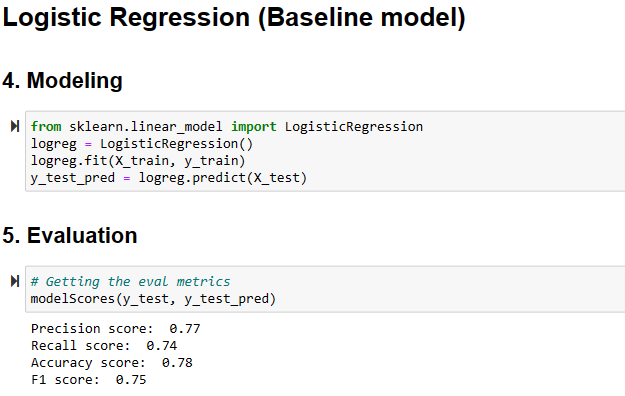 Logistic Regression (Baseline model)
4. Modeling
from sklearn.linear_model import LogisticRegression
logreg = LogisticRegression()
logreg.fit(X_train, y_train)
y_test_pred = logreg.predict(X_test)
5. Evaluation
# Getting the eval metrics
modelScores(y_test, y_test_pred)
Precision score:  0.77
Recall score:  0.74
Accuracy score:  0.78
F1 score:  0.75